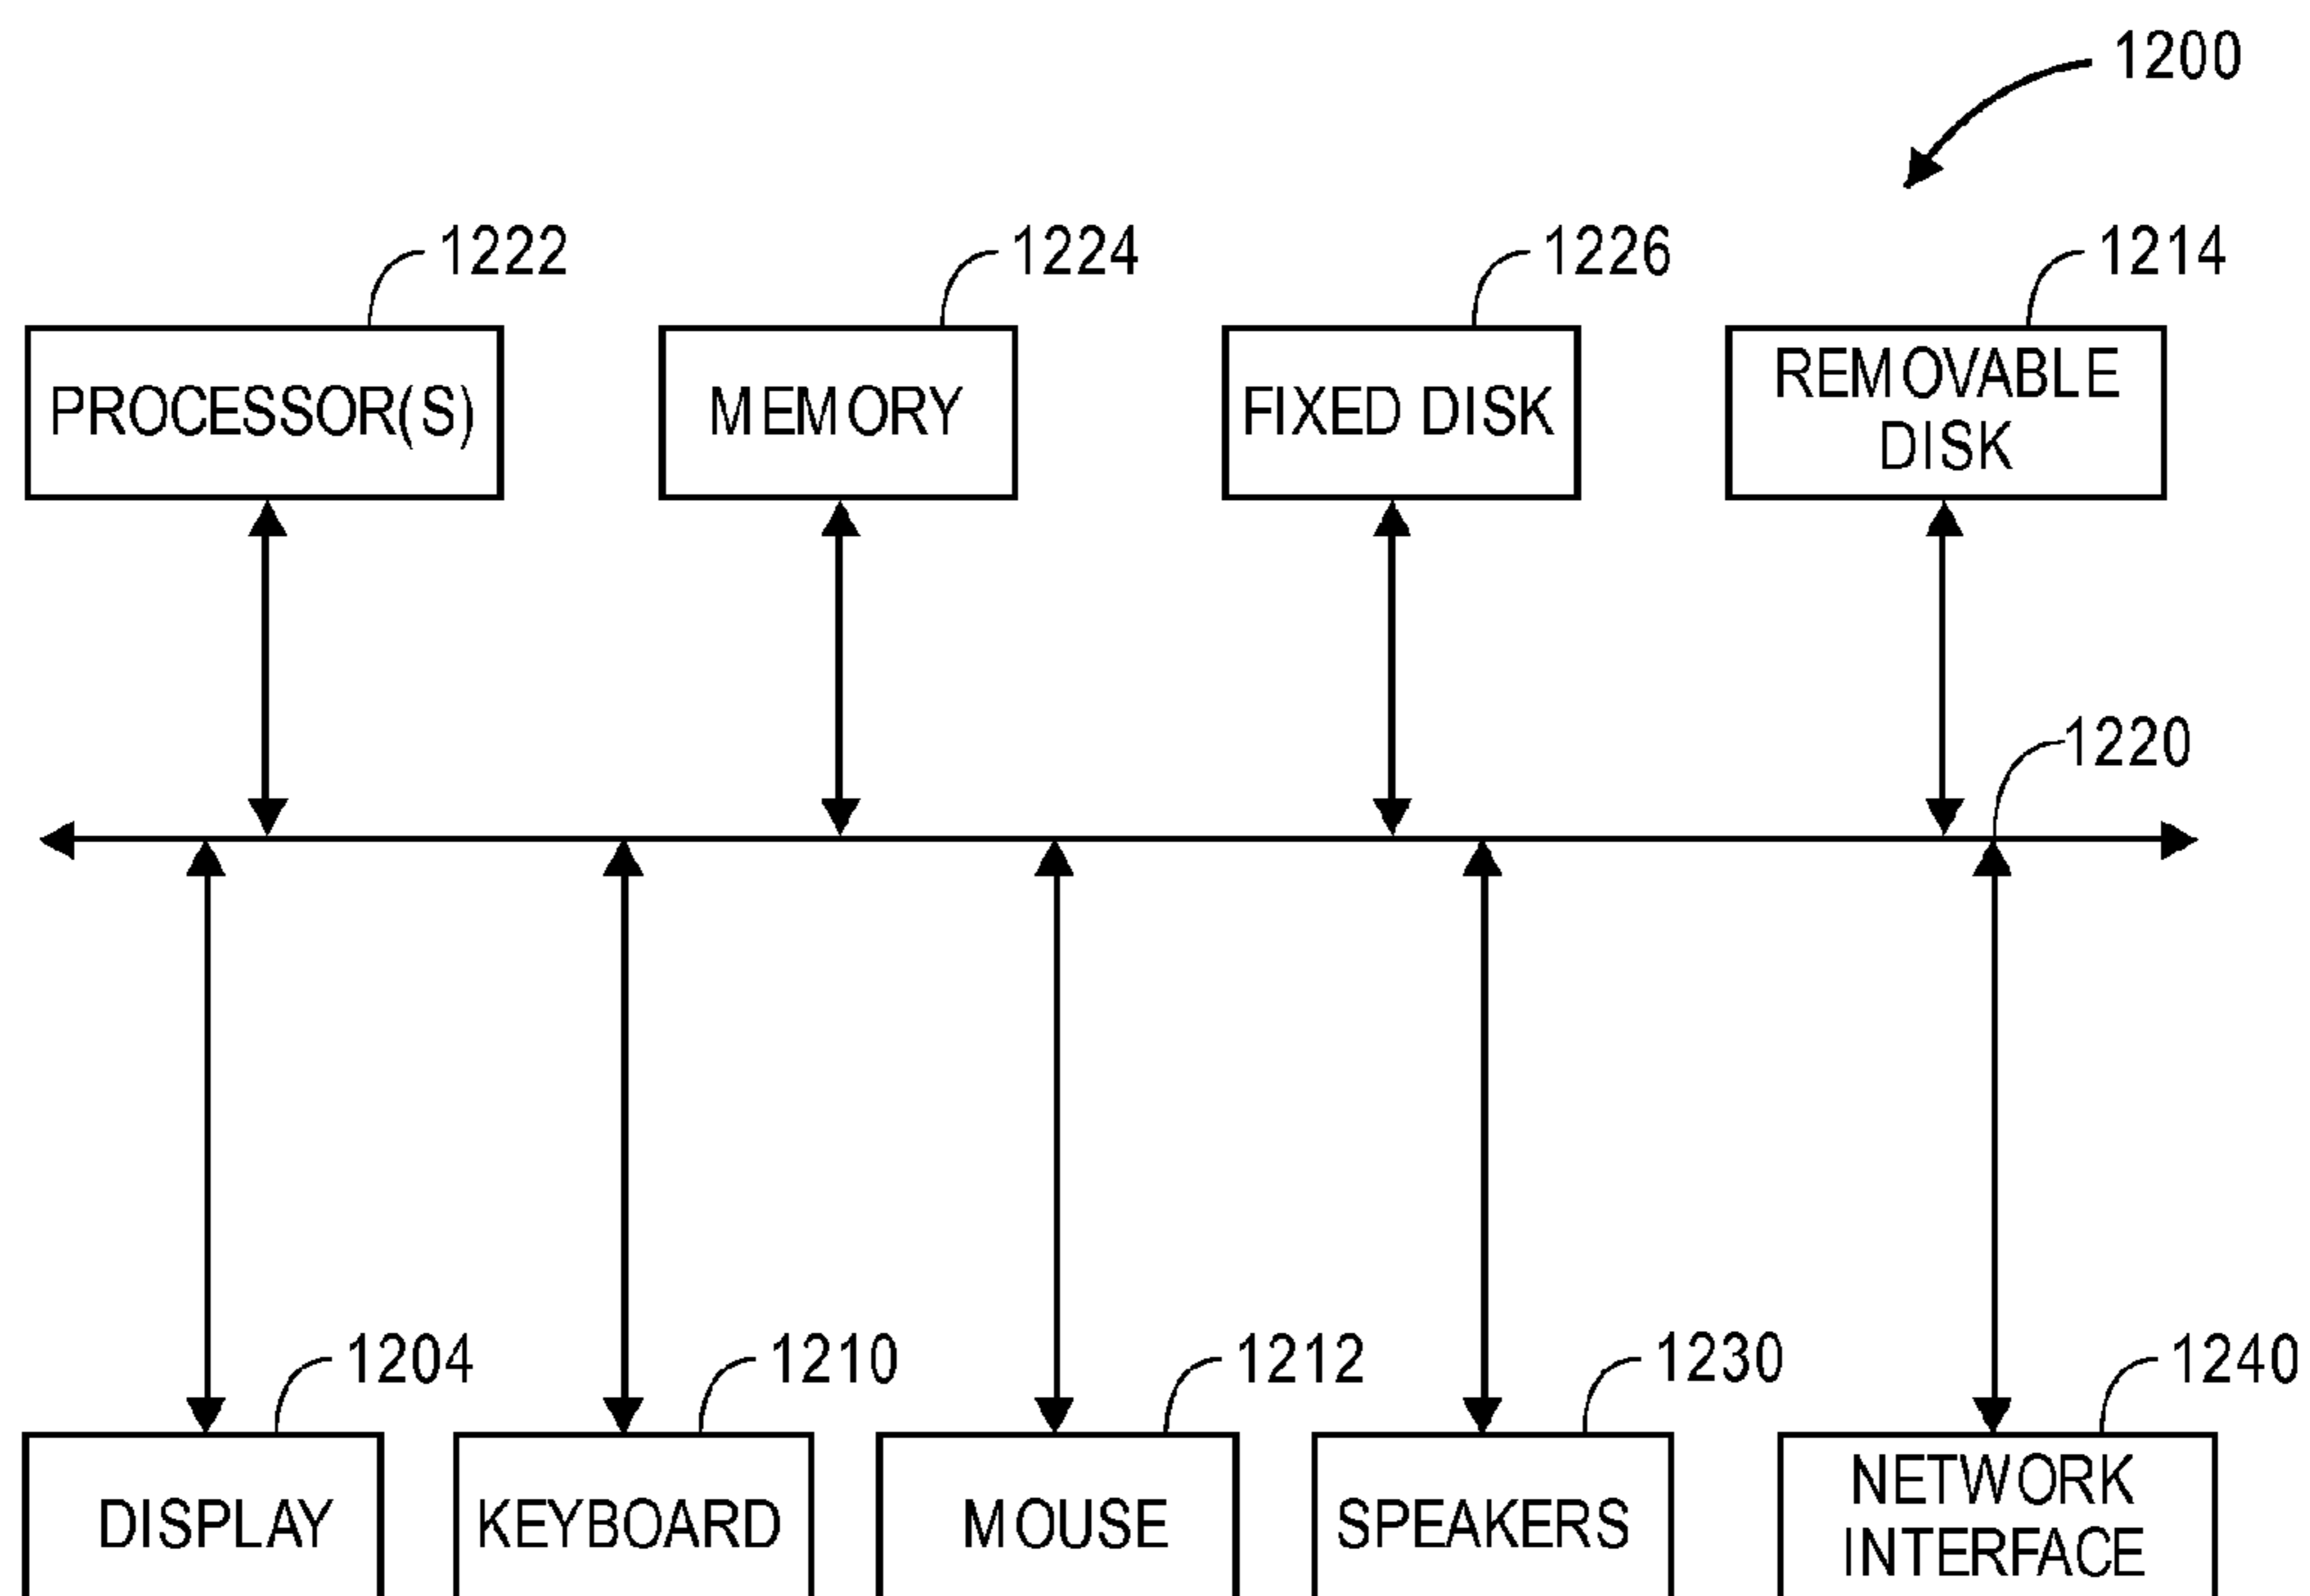 1200
1222
1224
1226
1214
PROCESSOR(S)
MEMORY
FIXED DISK
REMOVABLE
DISK
1220
1204
1210
1212
1230
1240
DISPLAY
KEYBOARD
MOUSE
SPEAKERS
NETWORK
INTERFACE